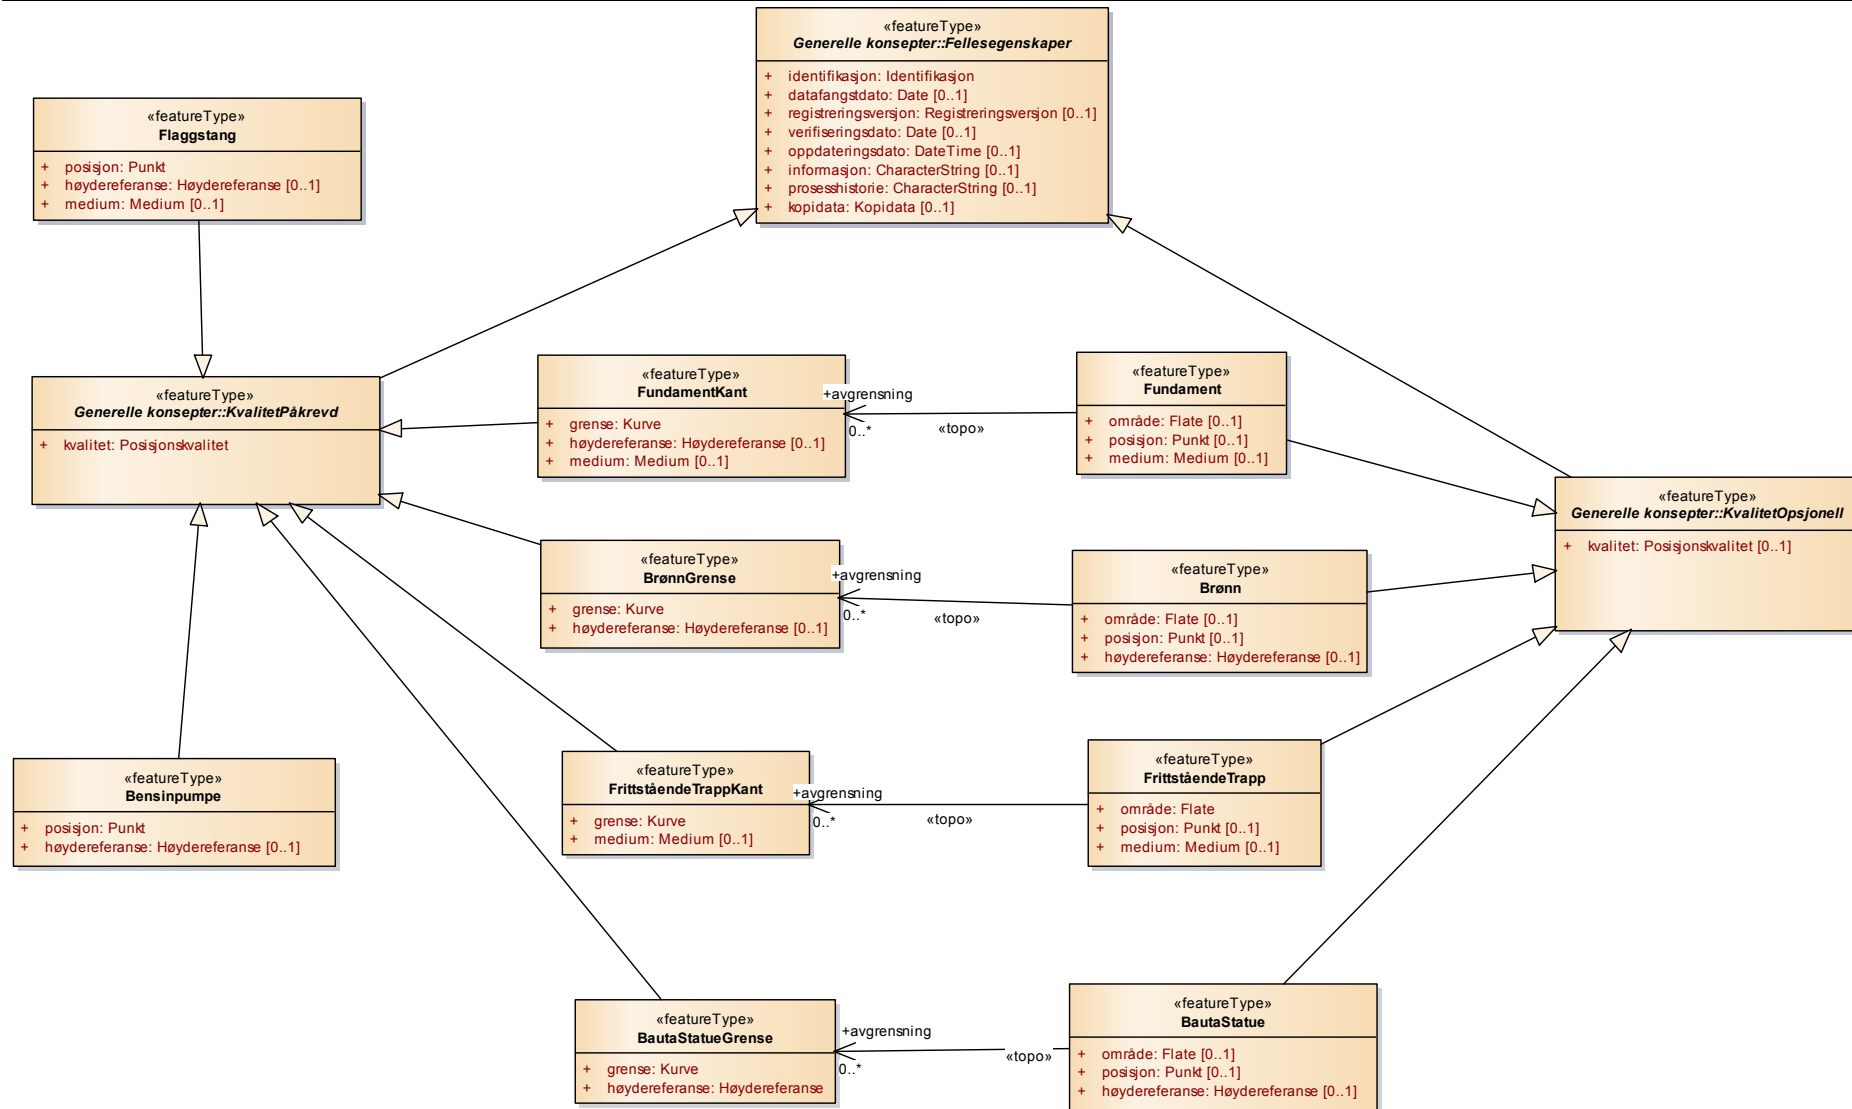 «featureType»
Generelle konsepter::Fellesegenskaper
+ identifikasjon: Identifikasjon
+ datafangstdato: Date [0..1]
+ registreringsversjon: Registreringsversjon [0..1]
+ verifiseringsdato: Date [0..1]
+ oppdateringsdato: DateTime [0..1]
+ informasjon: CharacterString [0..1]
+ prosesshistorie: CharacterString [0..1]
+ kopidata: Kopidata [0..1]
«featureType»
Flaggstang
+ posisjon: Punkt
+ høydereferanse: Høydereferanse [0..1]
+ medium: Medium [0..1]
«featureType»
Generelle konsepter::KvalitetPåkrevd
+ kvalitet: Posisjonskvalitet
«featureType»
FundamentKant
+ grense: Kurve
+ høydereferanse: Høydereferanse [0..1]
+ medium: Medium [0..1]
+avgrensning
0..*
«topo»
«featureType»
Fundament
+ område: Flate [0..1]
+ posisjon: Punkt [0..1]
+ medium: Medium [0..1]
«featureType»
Generelle konsepter::KvalitetOpsjonell
+ kvalitet: Posisjonskvalitet [0..1]
«featureType»
BrønnGrense
+ grense: Kurve
+ høydereferanse: Høydereferanse [0..1]
+avgrensning
0..*
«topo»
«featureType»
Brønn
+ område: Flate [0..1]
+ posisjon: Punkt [0..1]
+ høydereferanse: Høydereferanse [0..1]
«featureType»
Bensinpumpe
+ posisjon: Punkt
+ høydereferanse: Høydereferanse [0..1]
«featureType»
FrittståendeTrappKant
+ grense: Kurve
+ medium: Medium [0..1]
+avgrensning
0..*
«topo»
«featureType»
FrittståendeTrapp
+ område: Flate
+ posisjon: Punkt [0..1]
+ medium: Medium [0..1]
«featureType»
BautaStatueGrense
+ grense: Kurve
+ høydereferanse: Høydereferanse
+avgrensning
0..*
«topo»
«featureType»
BautaStatue
+ område: Flate [0..1]
+ posisjon: Punkt [0..1]
+ høydereferanse: Høydereferanse [0..1]